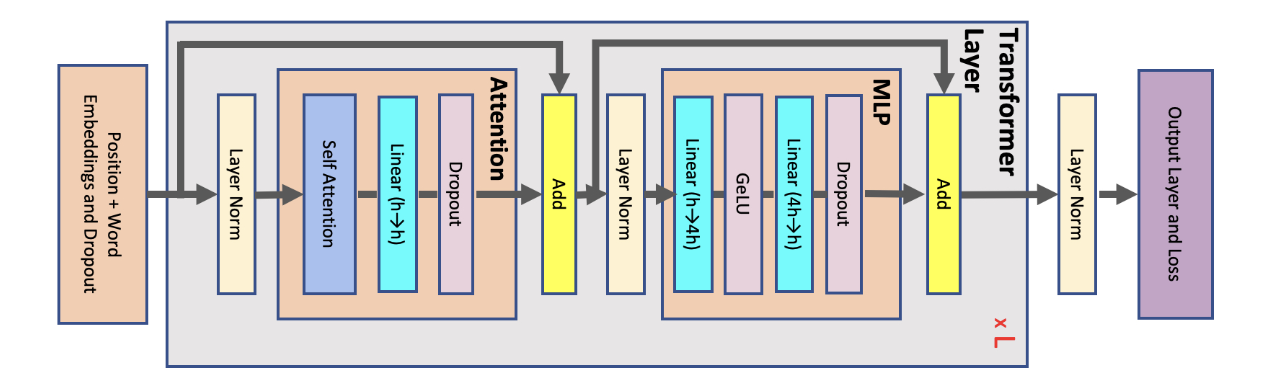 Position + Word
Embeddings and Dropout
Transformer
Layer
Layer Norm
Attention
Self Attention
Linear (h→h)
Dropout
Add
Layer Norm
MLP
Linear (h→4h)
GeLU
Linear (4h→h)
Dropout
Add
x L
Layer Norm
Output Layer and Loss